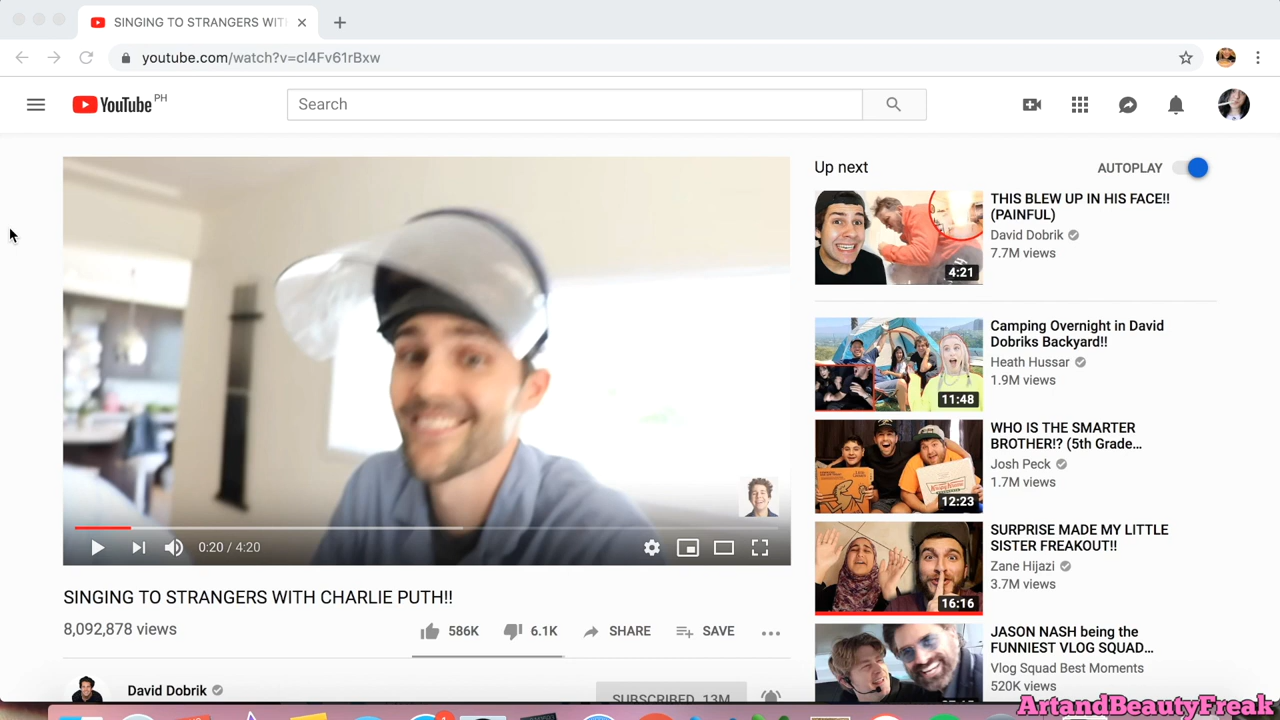 SINGING TO STRANGERS WIT
youtube.com/watch?v=cl4Fv61rBxw
YouTube PH
Search
Up next
AUTOPLAY
THIS BLEW UP IN HIS FACE!!
(PAINFUL)
David Dobrik
7.7M views
4:21
Camping Overnight in David
Dobriks Backyard!!
Heath Hussar
1.9M views
11:48
WHO IS THE SMARTER
BROTHER!? (5th Grade...
Josh Peck
1.7M views
12:23
SURPRISE MADE MY LITTLE
SISTER FREAKOUT!!
Zane Hijazi
3.7M views
16:16
JASON NASH being the
FUNNIEST VLOG SQUAD...
Vlog Squad Best Moments
520K views
0:20 / 4:20
SINGING TO STRANGERS WITH CHARLIE PUTH!!
8,092,878 views
586K
6.1K
SHARE
SAVE
David Dobrik
SUBSCRIBED 13M
ArtandBeautyFreak